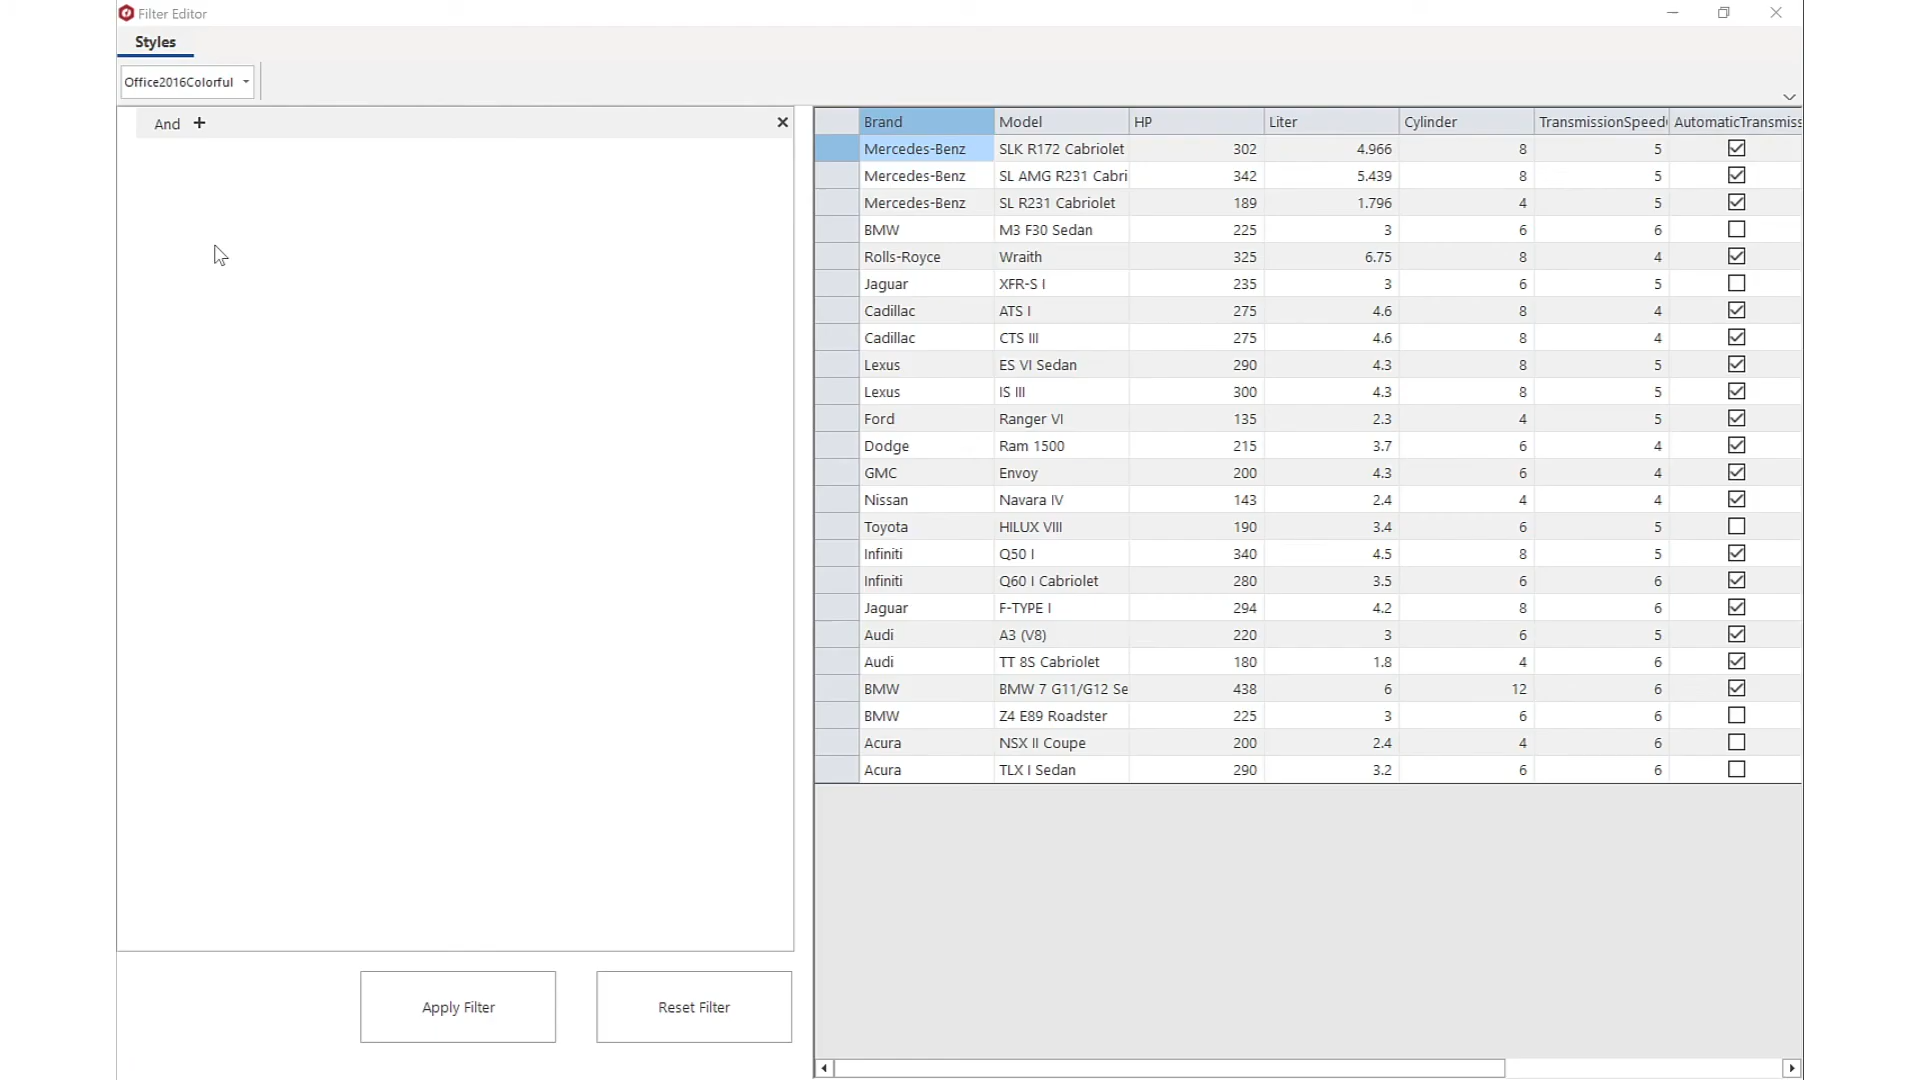 Filter Editor
Styles
Office2016Colorful
And
Brand Model HP Liter Cylinder TransmissionSpeed AutomaticTransmiss
Mercedes-Benz SLK R172 Cabriolet 302 4.966 8 5
Mercedes-Benz SL AMG R231 Cabri 342 5.439 8 5
Mercedes-Benz SL R231 Cabriolet 189 1.796 4 5
BMW M3 F30 Sedan 225 3 6 6
Rolls-Royce Wraith 325 6.75 8 4
Jaguar XFR-S I 235 3 6 5
Cadillac ATS I 275 4.6 8 4
Cadillac CTS III 275 4.6 8 4
Lexus ES VI Sedan 290 4.3 8 5
Lexus IS III 300 4.3 8 5
Ford Ranger VI 135 2.3 4 5
Dodge Ram 1500 215 3.7 6 4
GMC Envoy 200 4.3 6 4
Nissan Navara IV 143 2.4 4 4
Toyota HILUX VIII 190 3.4 6 5
Infiniti Q50 I 340 4.5 8 5
Infiniti Q60 I Cabriolet 280 3.5 6 6
Jaguar F-TYPE I 294 4.2 8 6
Audi A3 (V8) 220 3 6 5
Audi TT 8S Cabriolet 180 1.8 4 6
BMW BMW 7 G11/G12 Se 438 6 12 6
BMW Z4 E89 Roadster 225 3 6 6
Acura NSX II Coupe 200 2.4 4 6
Acura TLX I Sedan 290 3.2 6 6
Apply Filter
Reset Filter